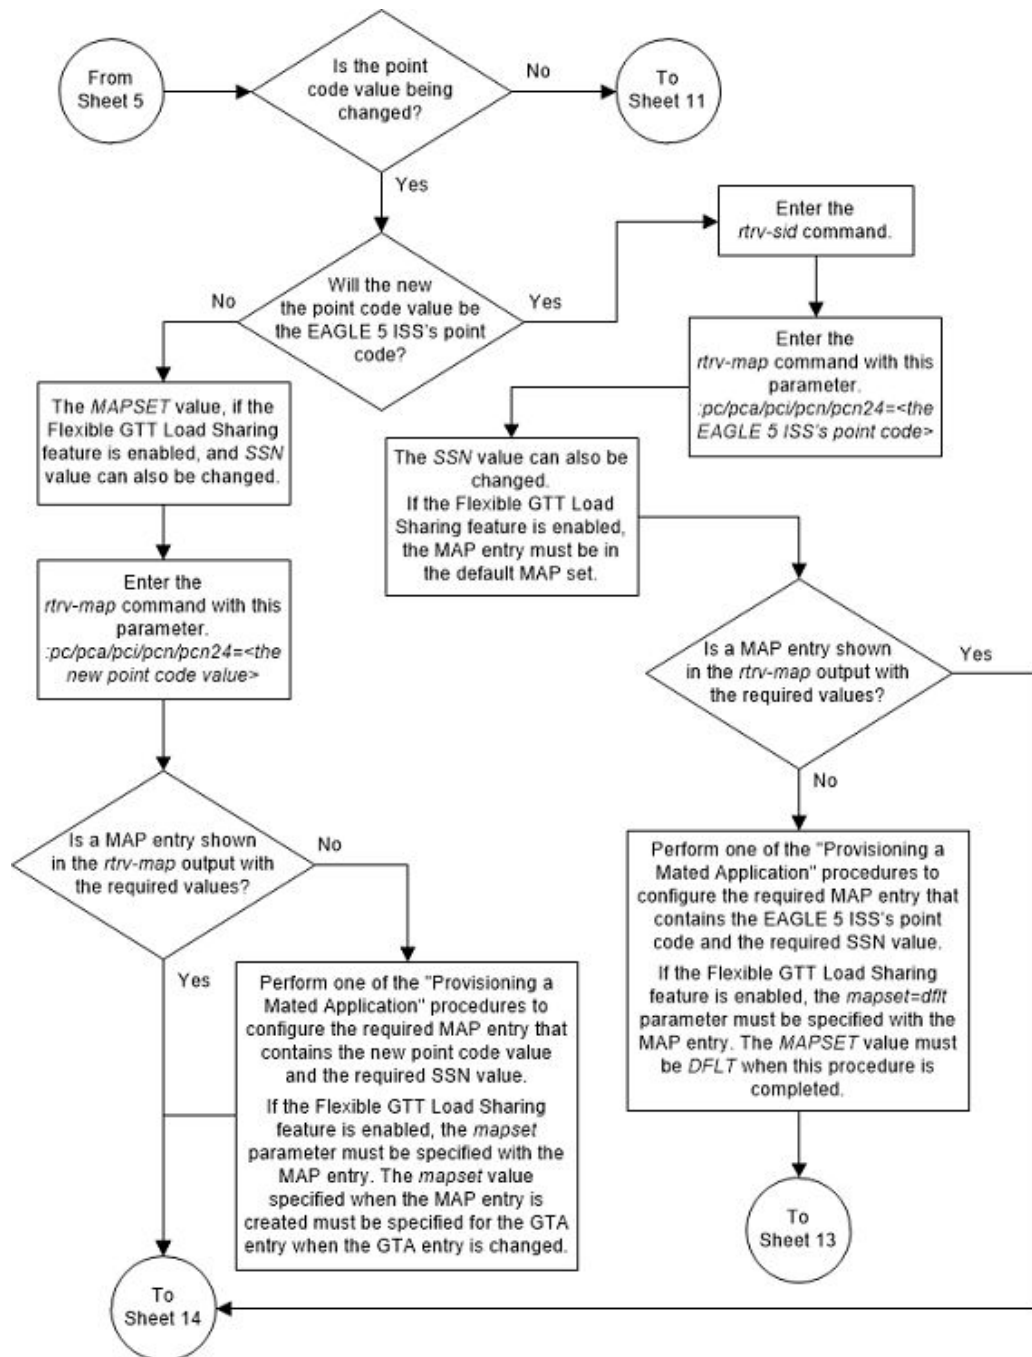 From
Sheet 5
Is the point
code value being
changed?
No
To
Sheet 11
Yes
Enter the
rtrv-sid command.
Will the new
the point code value be
the EAGLE 5 ISS's point
code?
No
Yes
Enter the
rtrv-map command with this
parameter.
:pc/pca/pci/pcn/pcn24=<the
EAGLE 5 ISS's point code>
The MAPSET value, if the
Flexible GTT Load Sharing
feature is enabled, and SSN
value can also be changed.
The SSN value can also be
changed.
If the Flexible GTT Load
Sharing feature is enabled,
the MAP entry must be in
the default MAP set.
Enter the
rtrv-map command with this
parameter.
:pc/pca/pci/pcn/pcn24=<the
new point code value>
Is a MAP entry shown
in the rtrv-map output with
the required values?
Yes
No
Is a MAP entry shown
in the rtrv-map output with
the required values?
No
Yes
Perform one of the "Provisioning a
Mated Application" procedures to
configure the required MAP entry that
contains the EAGLE 5 ISS's point
code and the required SSN value.
If the Flexible GTT Load Sharing
feature is enabled, the mapset=dflt
parameter must be specified with the
MAP entry. The MAPSET value must
be DFLT when this procedure is
completed.
Perform one of the "Provisioning a
Mated Application" procedures to
configure the required MAP entry that
contains the new point code value
and the required SSN value.
If the Flexible GTT Load Sharing
feature is enabled, the mapset
parameter must be specified with the
MAP entry. The mapset value
specified when the MAP entry is
created must be specified for the GTA
entry when the GTA entry is changed.
To
Sheet 13
To
Sheet 14